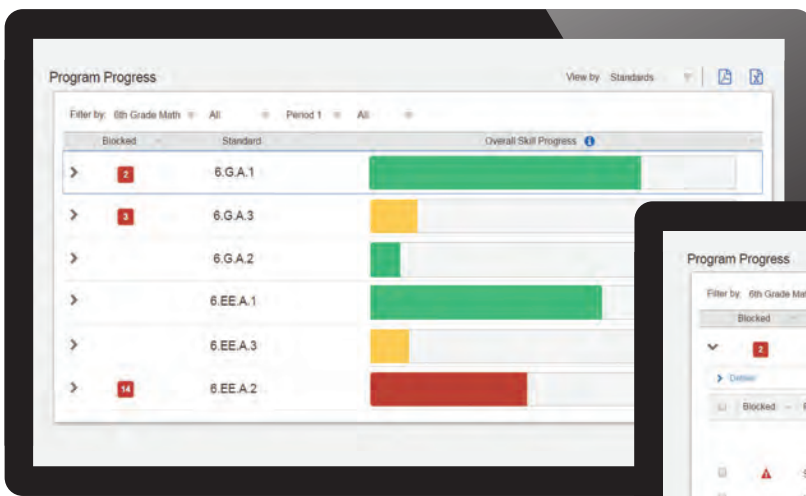 Program Progress
View by Standards
Filter by: 6th Grade Math All Period 1 All
Blocked Standard Overall Skill Progress
2 6.G.A.1
3 6.G.A.3
6.G.A.2
6.EE.A.1
6.EE.A.3
14 6.EE.A.2
Program Progress
Filter by: 6th Grade Mat
Blocked
2
Blocked